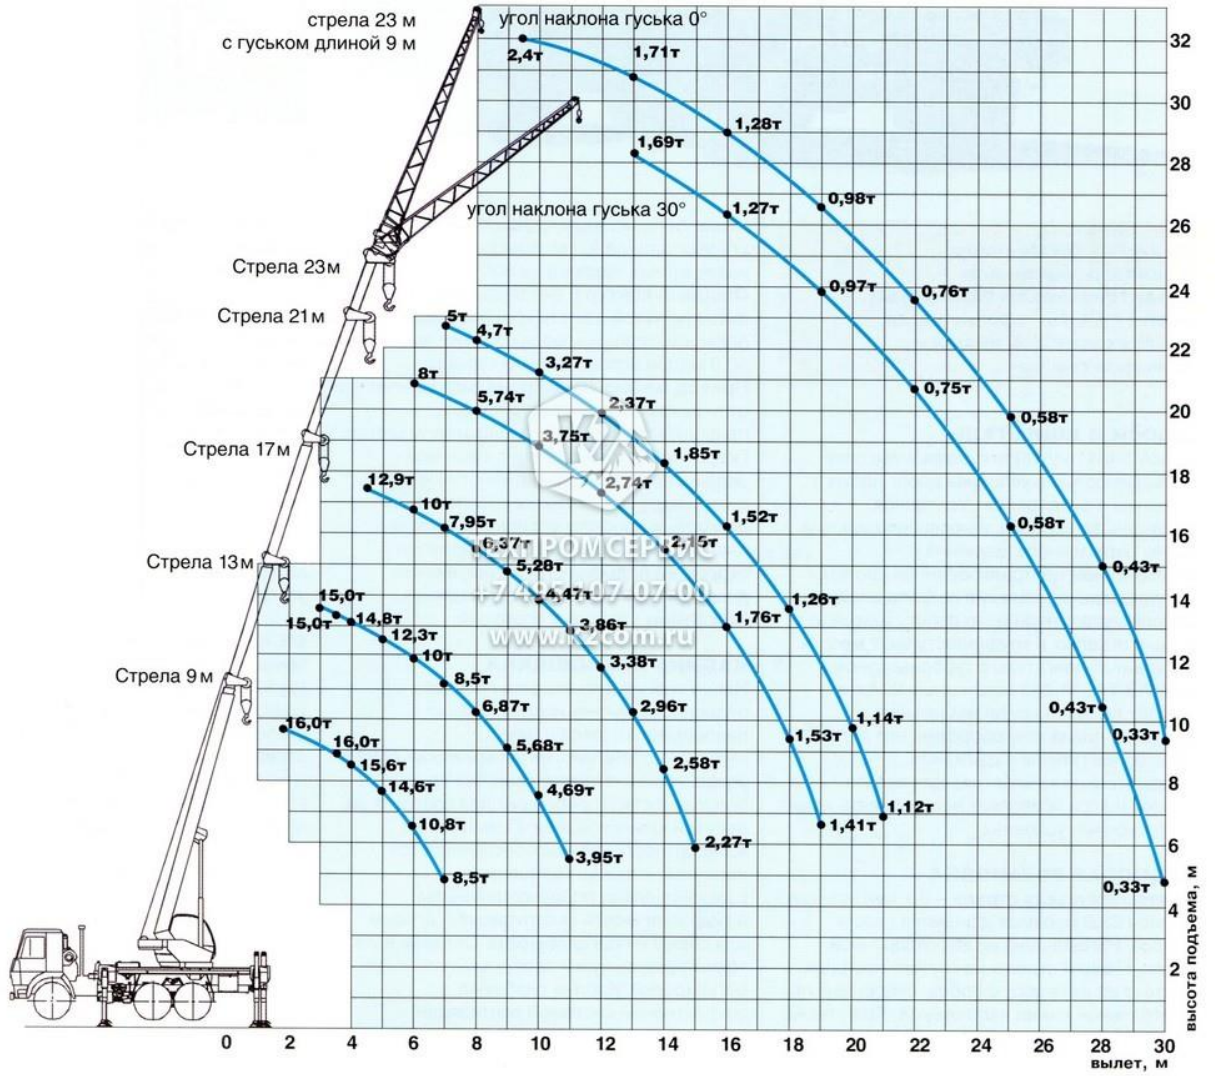 стрела 23 м
с гуськом длиной 9 м
угол наклона гуська 0°
2,4т
1,71т
1,28т
0,98т
0,76т
0,58т
0,43т
0,33т
угол наклона гуська 30°
1,69т
1,27т
0,97т
0,75т
0,58т
0,43т
0,33т
Стрела 23м
5т
4,7т
3,27т
2,37т
1,85т
1,52т
1,26т
1,14т
1,12т
Стрела 21м
8т
5,74т
3,75т
2,74т
2,15т
1,76т
1,53т
1,41т
Стрела 17м
12,9т
10т
7,95т
6,37т
5,28т
4,47т
3,86т
3,38т
2,96т
2,58т
2,27т
Стрела 13м
15,0т
15,0т
14,8т
12,3т
10т
8,5т
6,87т
5,68т
4,69т
3,95т
Стрела 9м
16,0т
16,0т
15,6т
14,6т
10,8т
8,5т
+7 495 107 07 00
www.k2com.ru
32
30
28
26
24
22
20
18
16
14
12
10
8
6
4
2
высота подъема, м
0 2 4 6 8 10 12 14 16 18 20 22 24 26 28 30
вылет, м